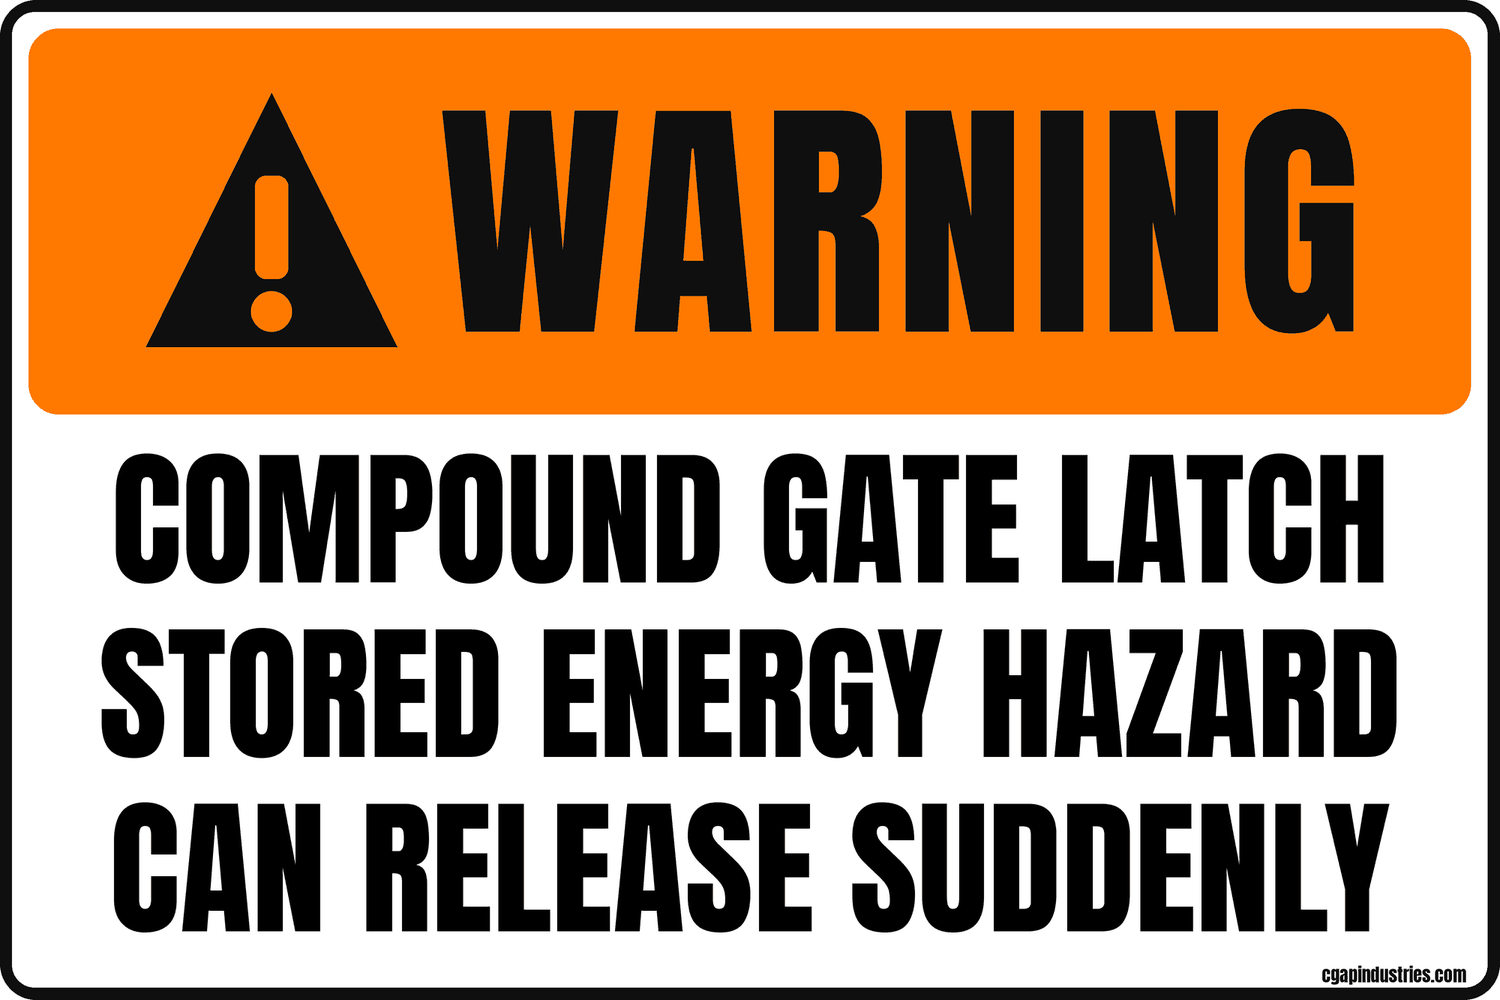 WARNING
COMPOUND GATE LATCH
STORED ENERGY HAZARD
CAN RELEASE SUDDENLY
cgapindustries.com